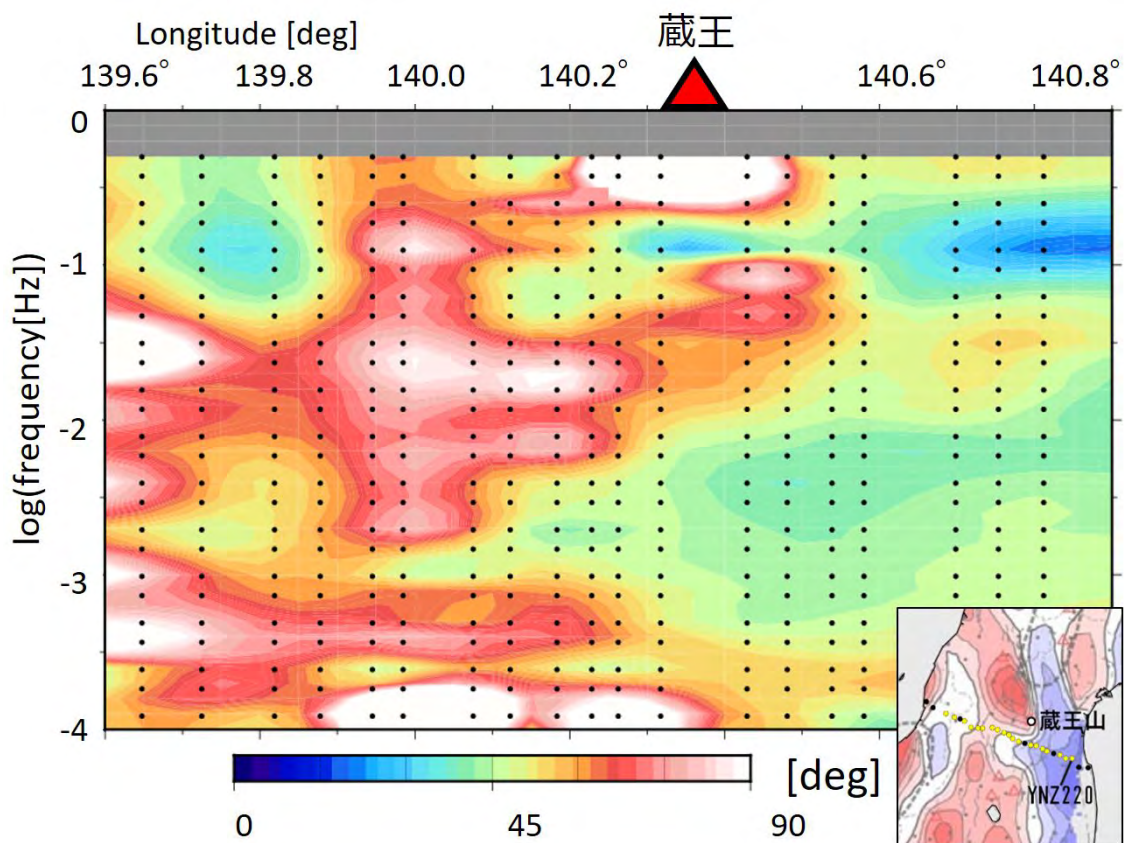 Longitude [deg]
蔵王
139.6° 139.8 140.0 140.2° 140.6° 140.8°
0
-1
-2
-3
-4
log(frequency[Hz])
蔵王山
YNZ220
[deg]
0 45 90